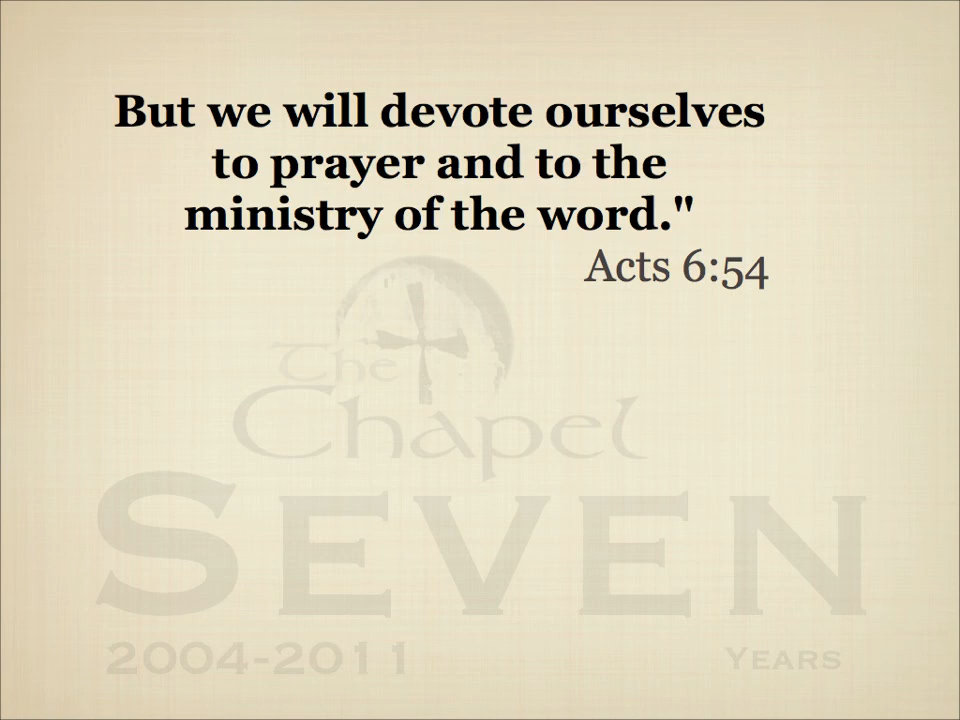 But we will devote ourselves
to prayer and to the
ministry of the word."
Acts 6:54
The
Chapel
SEVEN
2004-2011
YEARS